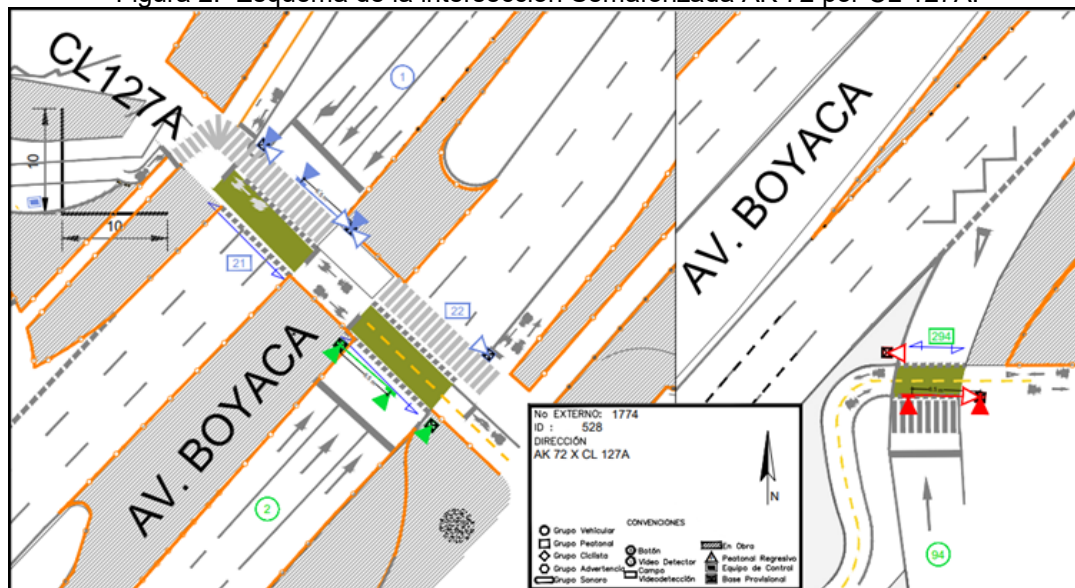 Figura 2. Esquema de la intersección Semaforizada AK 72 por CL 127A.
CL127A
1
10
10
21
22
AV. BOYACA
AV. BOYACA
2
294
94
No EXTERNO: 1774
ID : 528
DIRECCIÓN
AK 72 X CL 127A
N
CONVENCIONES
Grupo Vehicular
Grupo Peatonal
Grupo Ciclista
Grupo Advertencia
Grupo Sonoro
Botón
Video Detector
Campo
Videodetección
En Obra
Peatonal Regresivo
Equipo de Control
Base Provisional